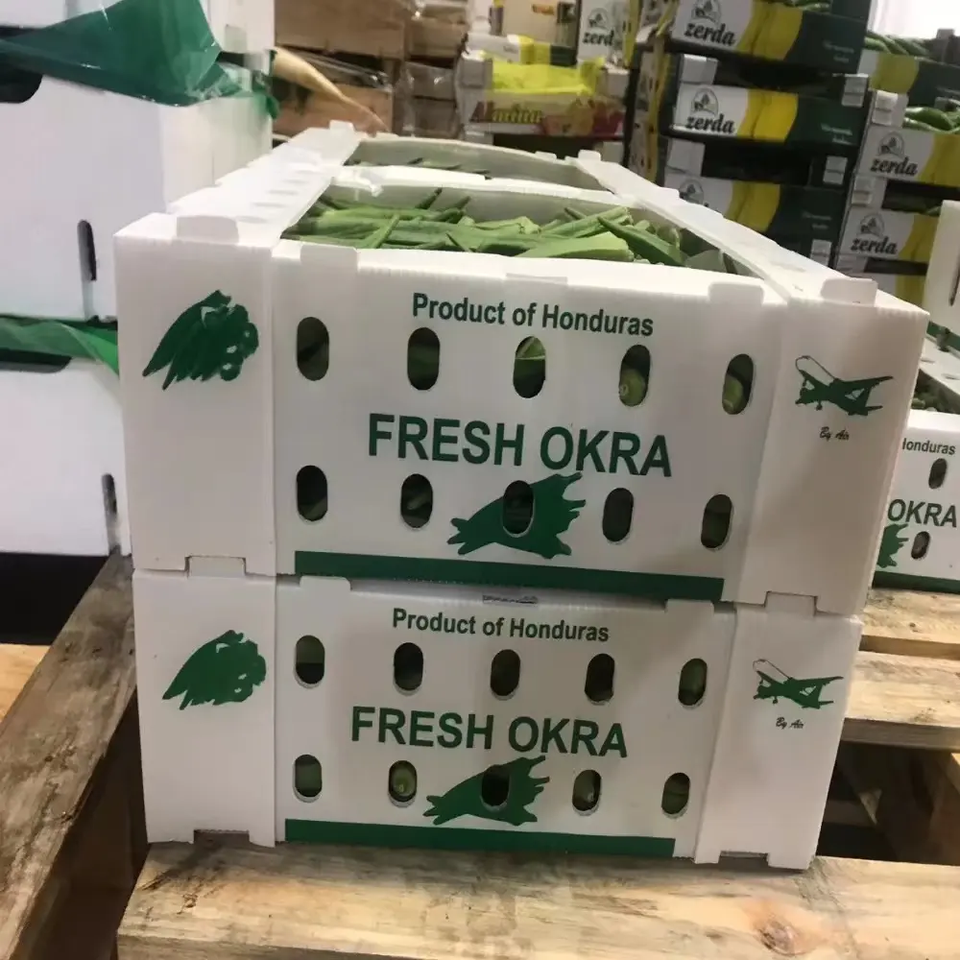 zerda
zerda
zerda
zerda
zerda
Product of Honduras
FRESH OKRA
By Air
Product of Honduras
FRESH OKRA
By Air
Honduras
OKRA